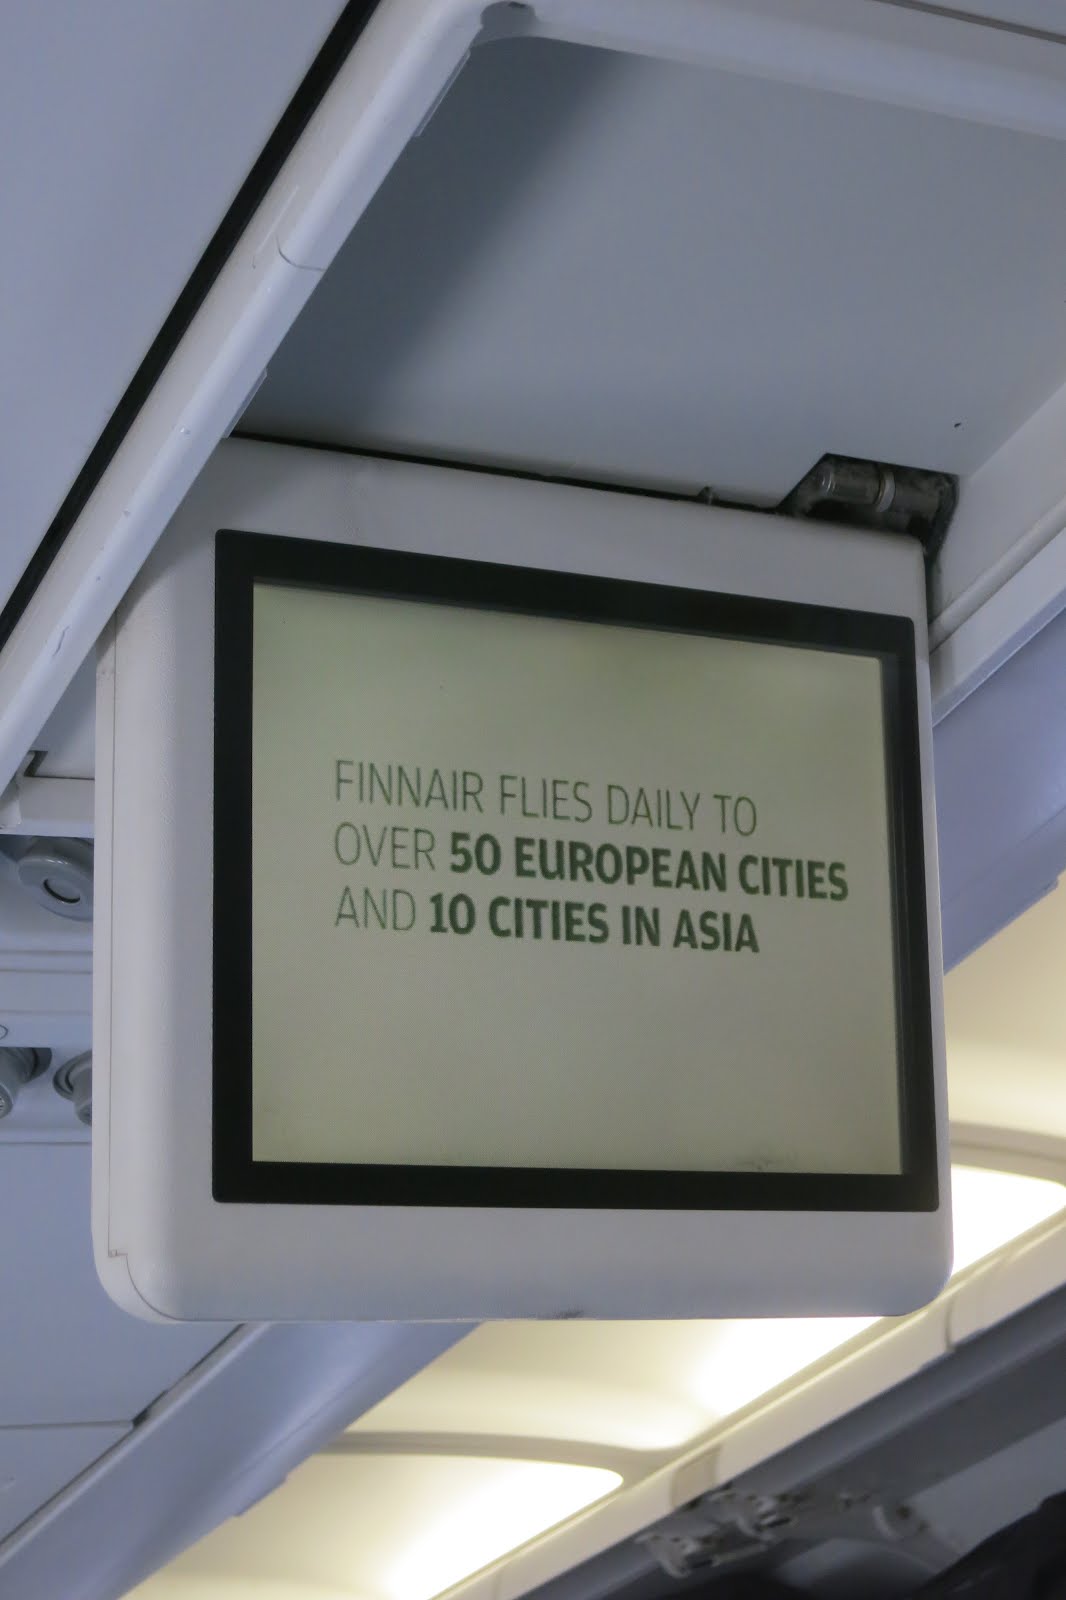 FINNAIR FLIES DAILY TO
OVER 50 EUROPEAN CITIES
AND 10 CITIES IN ASIA